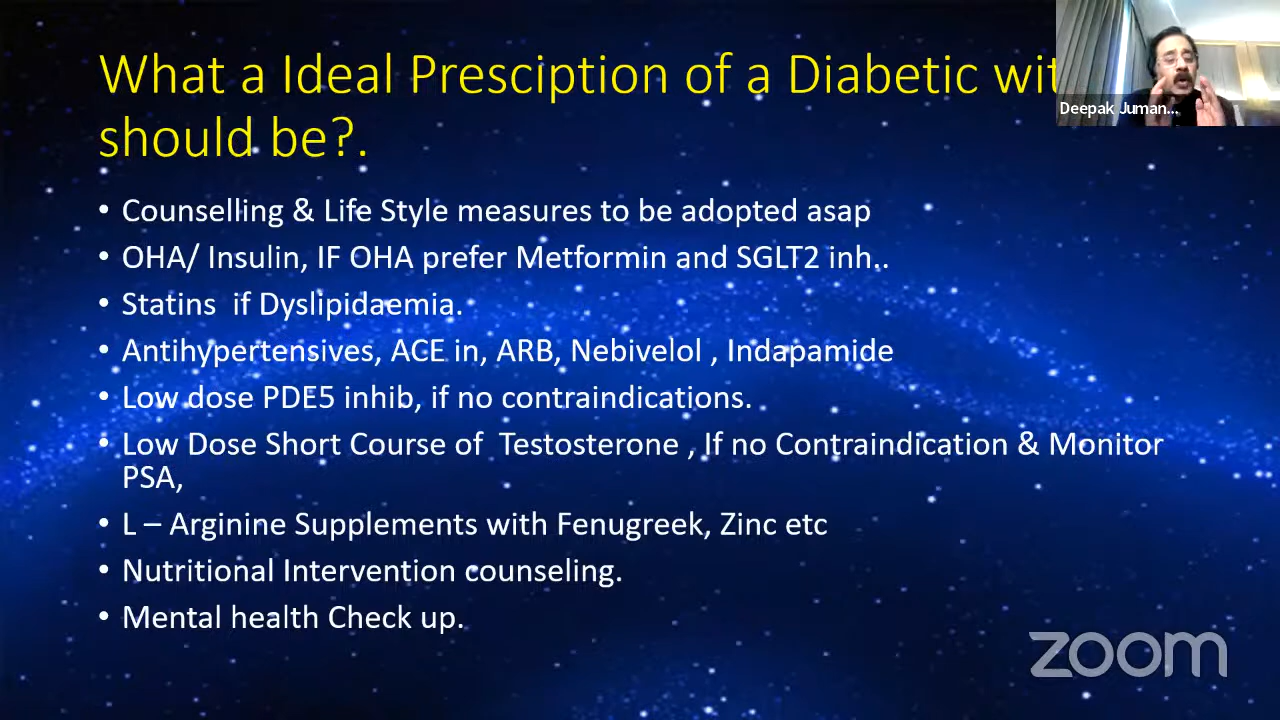 What a Ideal Presciption of a Diabetic wit
should be?.
Deepak Juman...
• Counselling & Life Style measures to be adopted asap
• OHA/ Insulin, IF OHA prefer Metformin and SGLT2 inh..
• Statins if Dyslipidaemia.
• Antihypertensives, ACE in, ARB, Nebivelol , Indapamide
• Low dose PDE5 inhib, if no contraindications.
• Low Dose Short Course of Testosterone , If no Contraindication & Monitor
PSA,
• L – Arginine Supplements with Fenugreek, Zinc etc
• Nutritional Intervention counseling.
• Mental health Check up.
zoom